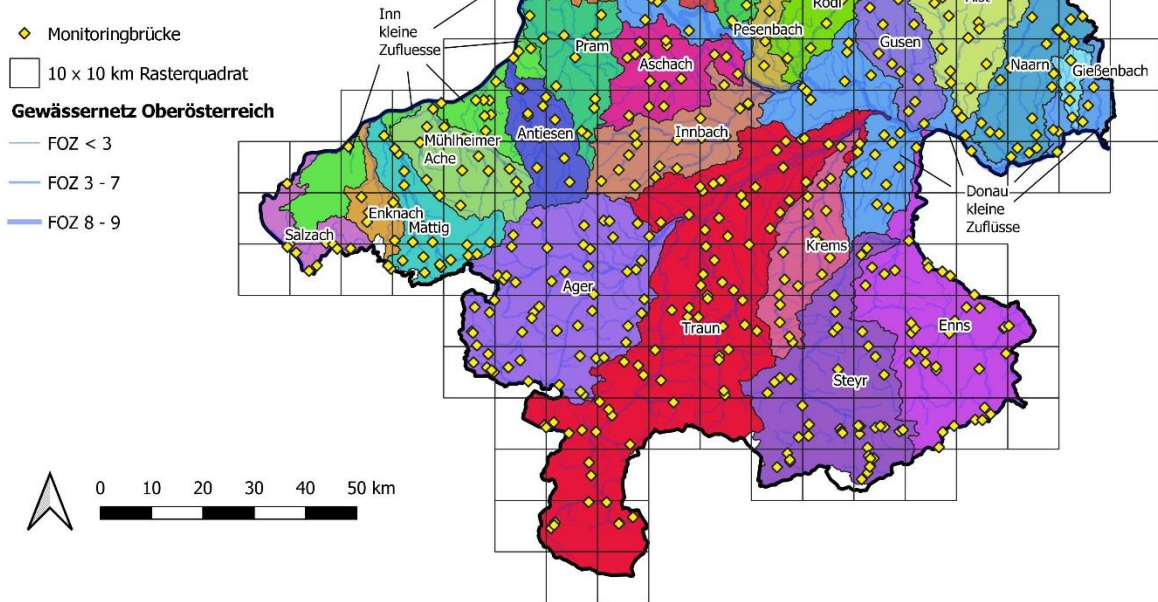 Monitoringbrücke
10 x 10 km Rasterquadrat
Gewässernetz Oberösterreich
FOZ < 3
FOZ 3 - 7
FOZ 8 - 9
Inn
kleine
Zufluesse
Rodl
Pesenbach
Gusen
Pram
Aschach
Naarn
Gießenbach
Antiesen
Innbach
Mühlheimer
Ache
Donau
kleine
Zuflüsse
Enknach
Mattig
Salzach
Krems
Ager
Traun
Enns
Steyr
0 10 20 30 40 50 km